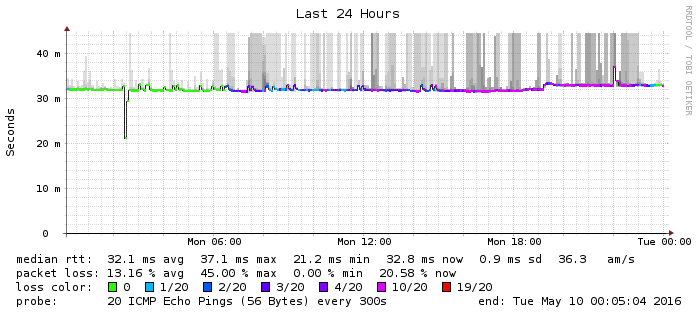 Last 24 Hours
RRDTOOL / TOBI OETIKER
Seconds
40 m
30 m
20 m
10 m
0
Mon 06:00 Mon 12:00 Mon 18:00 Tue 00:00
median rtt: 32.1 ms avg 37.1 ms max 21.2 ms min 32.8 ms now 0.9 ms sd 36.3 am/s
packet loss: 13.16 % avg 45.00 % max 0.00 % min 20.58 % now
loss color: 0 1/20 2/20 3/20 4/20 10/20 19/20
probe: 20 ICMP Echo Pings (56 Bytes) every 300s end: Tue May 10 00:05:04 2016